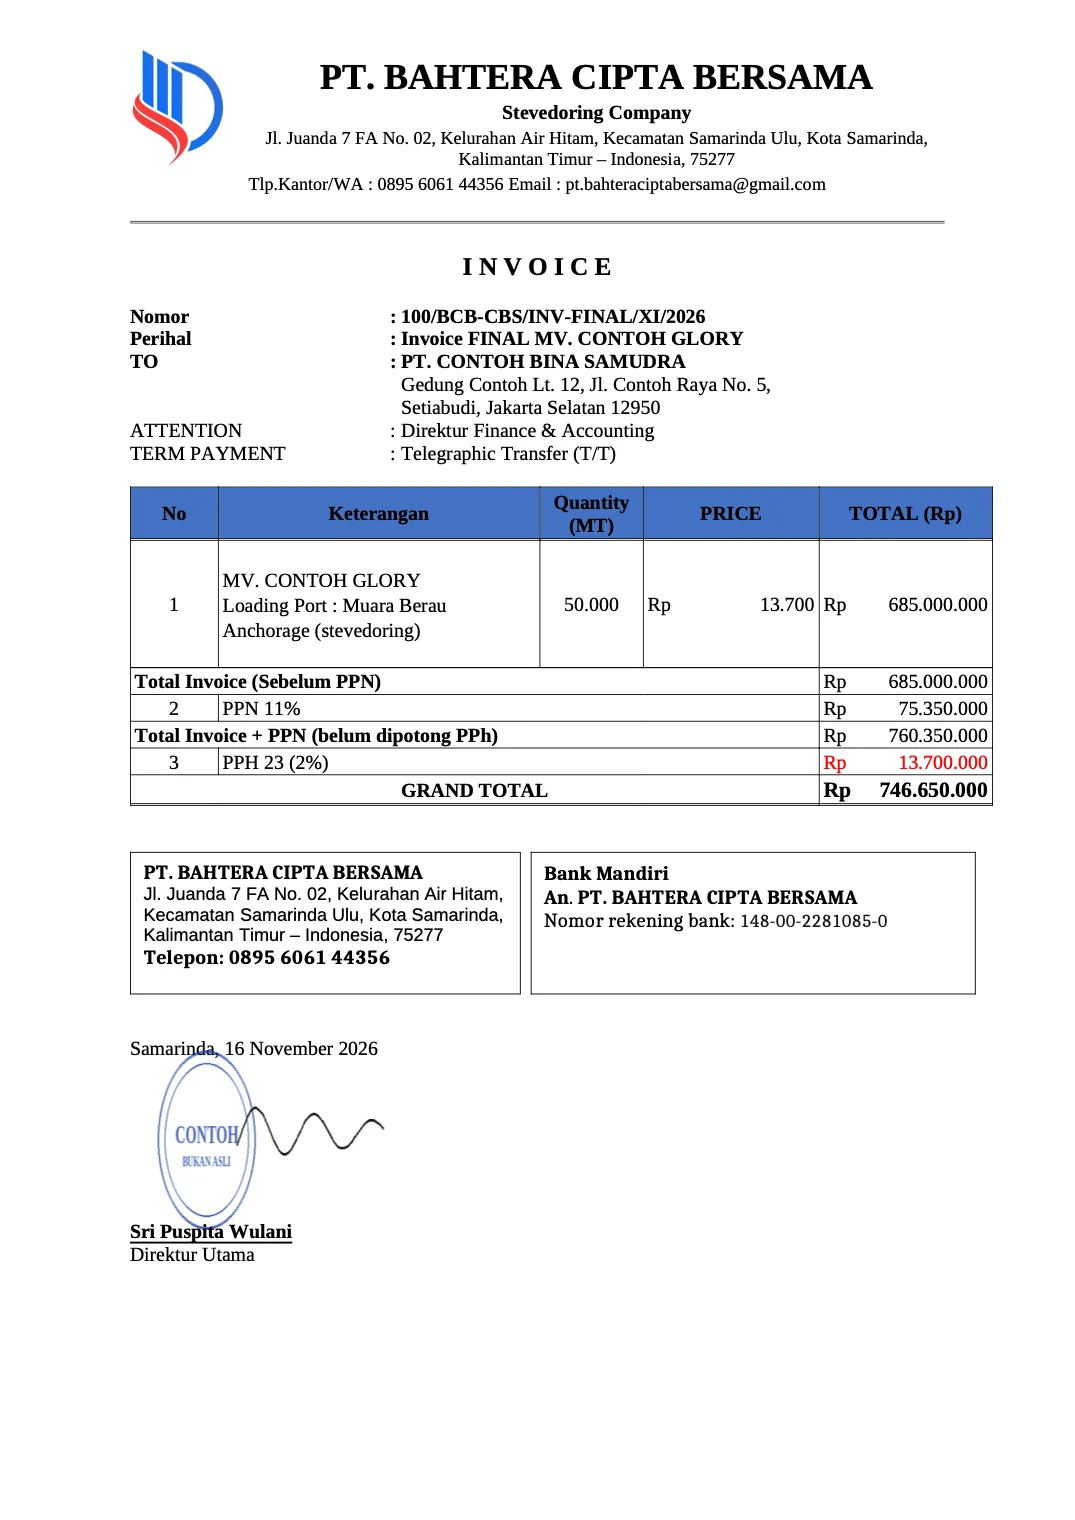 PT. BAHTERA CIPTA BERSAMA
Stevedoring Company
Jl. Juanda 7 FA No. 02, Kelurahan Air Hitam, Kecamatan Samarinda Ulu, Kota Samarinda,
Kalimantan Timur – Indonesia, 75277
Tlp.Kantor/WA : 0895 6061 44356 Email : pt.bahteraciptabersama@gmail.com
INVOICE
Nomor : 100/BCB-CBS/INV-FINAL/XI/2026
Perihal : Invoice FINAL MV. CONTOH GLORY
TO : PT. CONTOH BINA SAMUDRA
Gedung Contoh Lt. 12, Jl. Contoh Raya No. 5,
Setiabudi, Jakarta Selatan 12950
ATTENTION : Direktur Finance & Accounting
TERM PAYMENT : Telegraphic Transfer (T/T)
No Keterangan Quantity (MT) PRICE TOTAL (Rp)
MV. CONTOH GLORY
1 Loading Port : Muara Berau 50.000 Rp 13.700 Rp 685.000.000
Anchorage (stevedoring)
Total Invoice (Sebelum PPN) Rp 685.000.000
2 PPN 11% Rp 75.350.000
Total Invoice + PPN (belum dipotong PPh) Rp 760.350.000
3 PPH 23 (2%) Rp 13.700.000
GRAND TOTAL Rp 746.650.000
PT. BAHTERA CIPTA BERSAMA
Jl. Juanda 7 FA No. 02, Kelurahan Air Hitam,
Kecamatan Samarinda Ulu, Kota Samarinda,
Kalimantan Timur – Indonesia, 75277
Telepon: 0895 6061 44356
Bank Mandiri
An. PT. BAHTERA CIPTA BERSAMA
Nomor rekening bank: 148-00-2281085-0
Samarinda, 16 November 2026
CONTOH
BUKAN ASLI
Sri Puspita Wulani
Direktur Utama